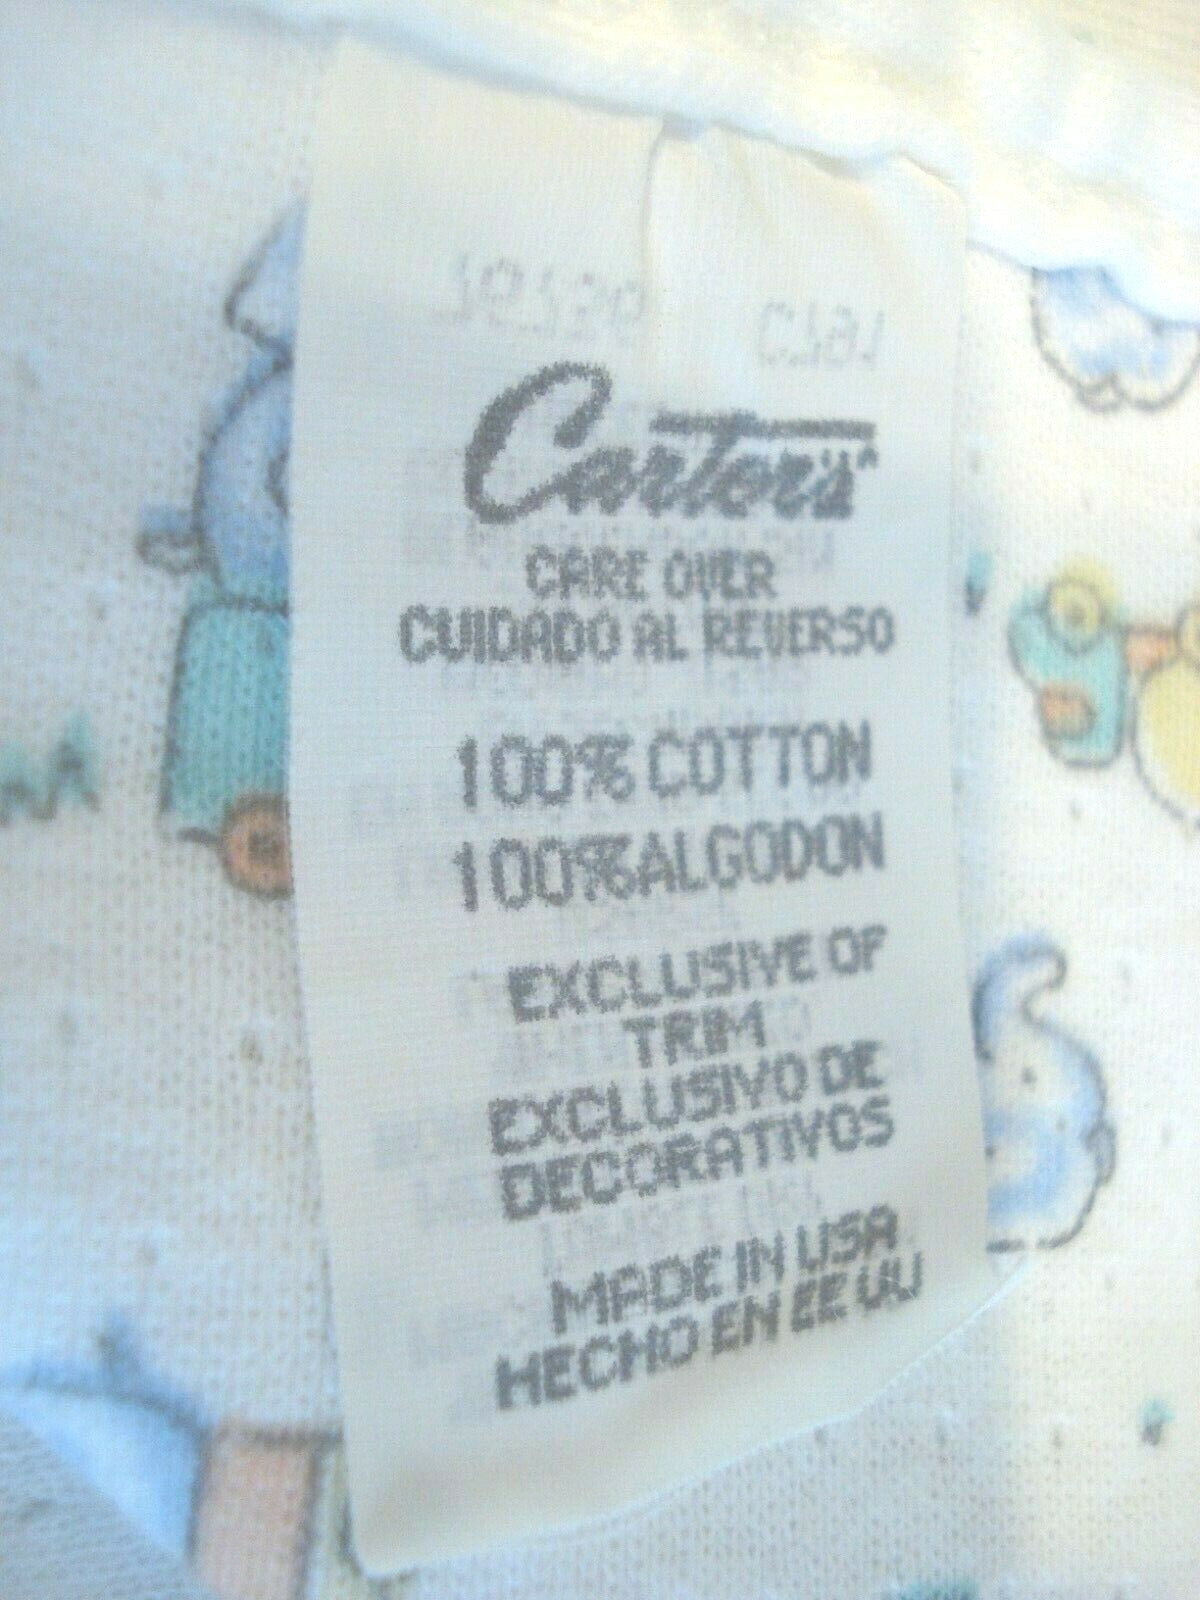 Carter's
CARE OVER
CUIDADO AL REVERSO
100% COTTON
100% ALGODON
EXCLUSIVE OF
TRIM
EXCLUSIVO DE
DECORATIVOS
MADE IN USA
HECHO EN EE UU